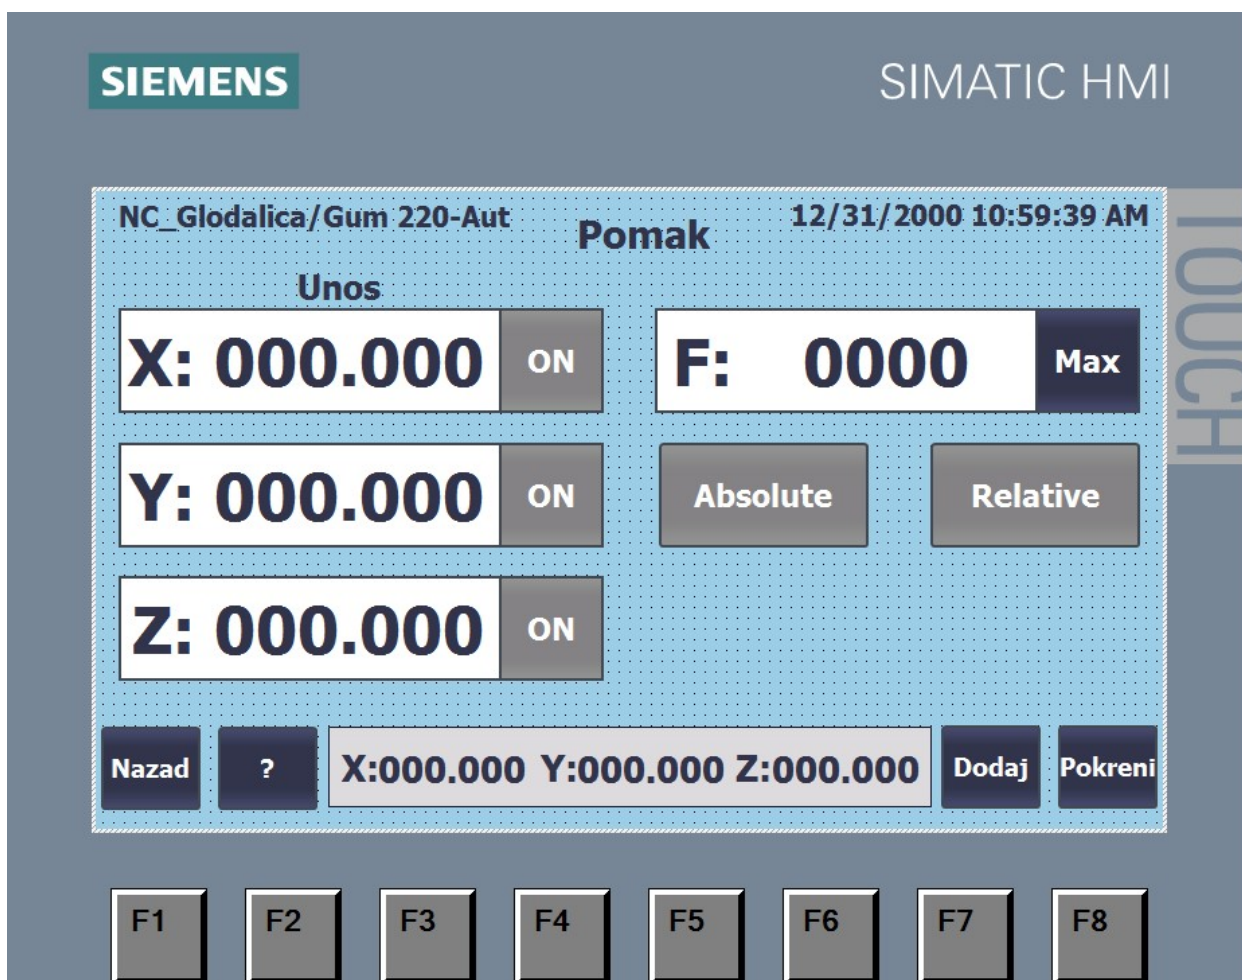 SIEMENS
SIMATIC HMI
TOUCH
NC_Glodalica/Gum 220-Aut
Pomak
12/31/2000 10:59:39 AM
Unos
X: 000.000 ON
F: 0000 Max
Y: 000.000 ON
Absolute
Relative
Z: 000.000 ON
Nazad
?
X:000.000 Y:000.000 Z:000.000
Dodaj
Pokreni
F1 F2 F3 F4 F5 F6 F7 F8